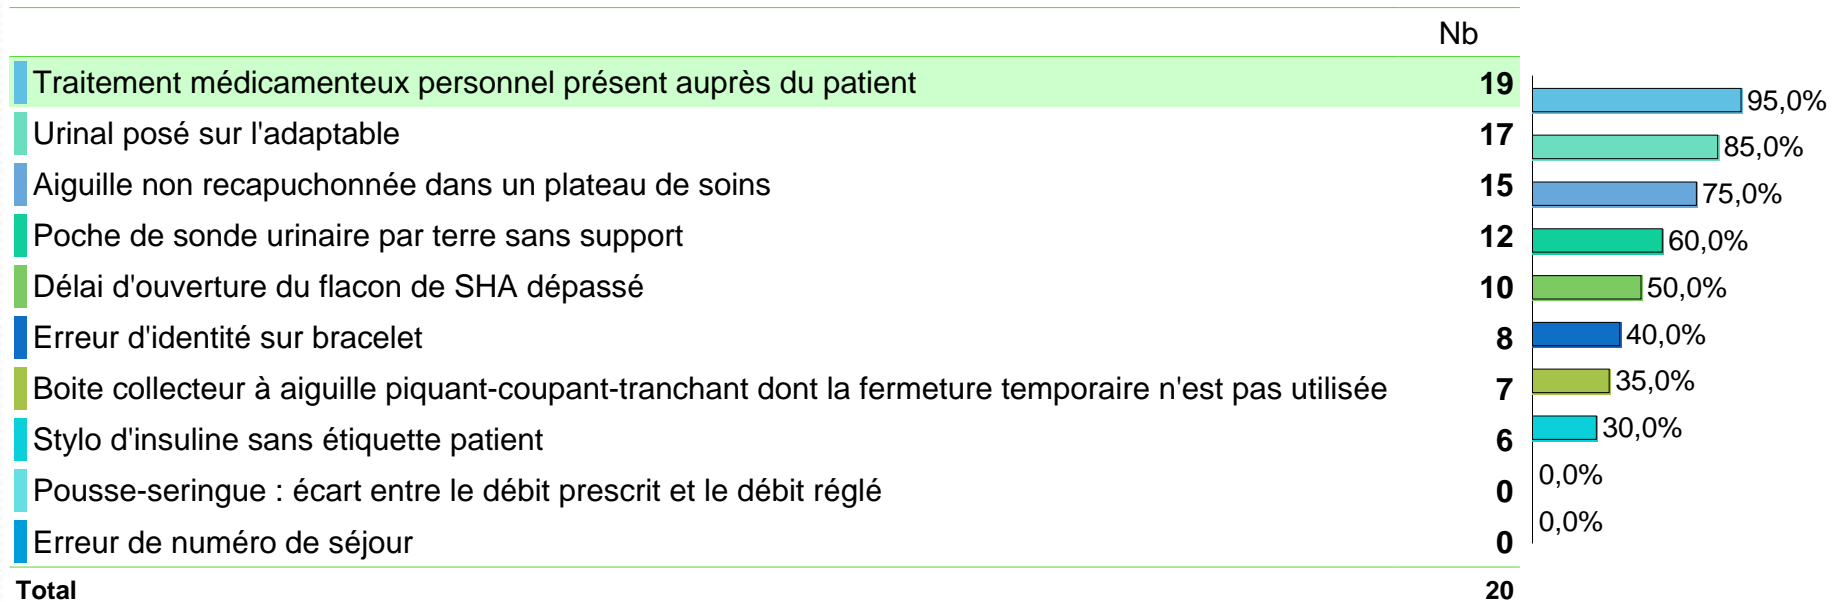 Nb
Traitement médicamenteux personnel présent auprès du patient 19 95,0%
Urinal posé sur l'adaptable 17 85,0%
Aiguille non recapuchonnée dans un plateau de soins 15 75,0%
Poche de sonde urinaire par terre sans support 12 60,0%
Délai d'ouverture du flacon de SHA dépassé 10 50,0%
Erreur d'identité sur bracelet 8 40,0%
Boite collecteur à aiguille piquant-coupant-tranchant dont la fermeture temporaire n'est pas utilisée 7 35,0%
Stylo d'insuline sans étiquette patient 6 30,0%
Pousse-seringue : écart entre le débit prescrit et le débit réglé 0 0,0%
Erreur de numéro de séjour 0 0,0%
Total 20